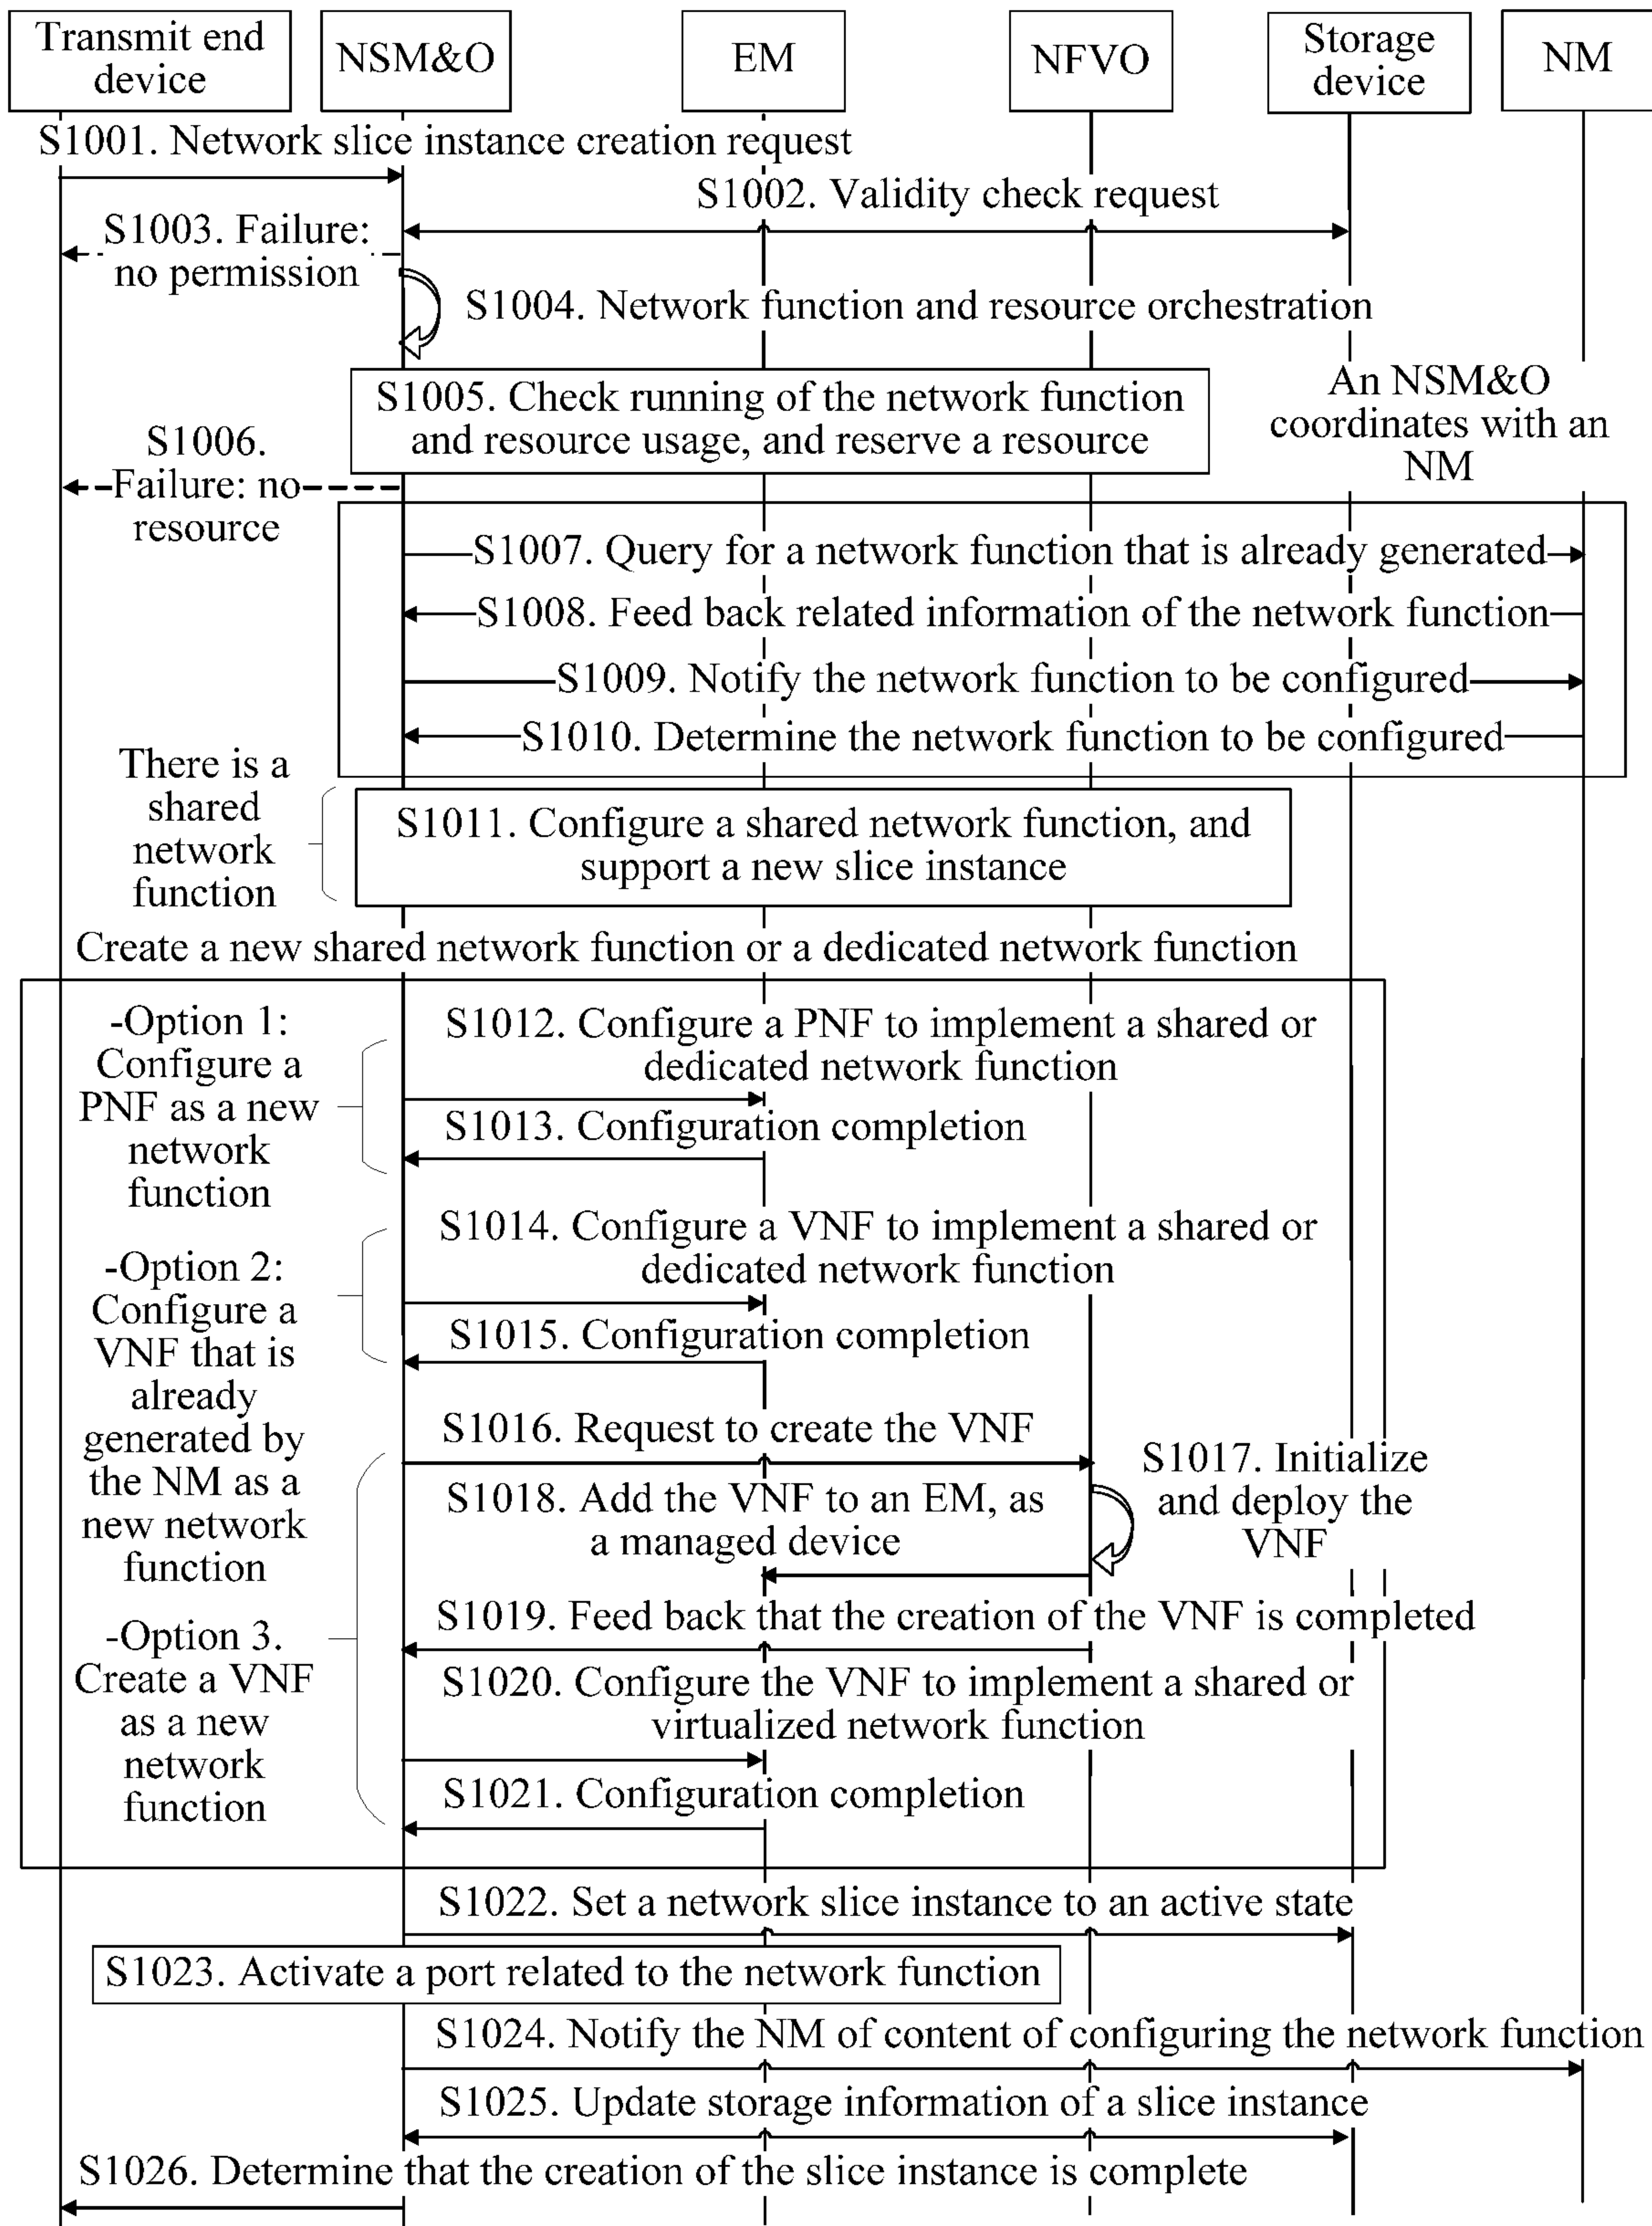 Transmit end
device
NSM&O
EM
NFVO
Storage
device
NM
S1001. Network slice instance creation request
S1002. Validity check request
S1003. Failure:
no permission
S1004. Network function and resource orchestration
S1005. Check running of the network function
and resource usage, and reserve a resource
An NSM&O
coordinates with an
NM
S1006.
Failure: no
resource
S1007. Query for a network function that is already generated
S1008. Feed back related information of the network function
S1009. Notify the network function to be configured
S1010. Determine the network function to be configured
There is a
shared
network
function
S1011. Configure a shared network function, and
support a new slice instance
Create a new shared network function or a dedicated network function
-Option 1:
Configure a
PNF as a new
network
function
S1012. Configure a PNF to implement a shared or
dedicated network function
S1013. Configuration completion
S1014. Configure a VNF to implement a shared or
dedicated network function
-Option 2:
Configure a
VNF that is
already
generated by
the NM as a
new network
function
S1015. Configuration completion
S1016. Request to create the VNF
S1017. Initialize
and deploy the
VNF
S1018. Add the VNF to an EM, as
a managed device
S1019. Feed back that the creation of the VNF is completed
-Option 3.
Create a VNF
as a new
network
function
S1020. Configure the VNF to implement a shared or
virtualized network function
S1021. Configuration completion
S1022. Set a network slice instance to an active state
S1023. Activate a port related to the network function
S1024. Notify the NM of content of configuring the network function
S1025. Update storage information of a slice instance
S1026. Determine that the creation of the slice instance is complete